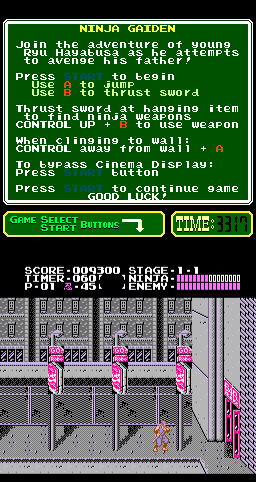 NINJA GAIDEN
Join the adventure of young
Ryu Hayabusa as he attempts
to avenge his father!
Press START to begin
Use A to jump
Use B to thrust sword
Thrust sword at hanging item
to find ninja weapons
CONTROL UP + B to use weapon
When clinging to wall:
CONTROL away from wall + A
To bypass Cinema Display:
Press START button
Press START to continue game
GOOD LUCK!
GAME SELECT
START BUTTONS
TIME: 3317
SCORE-009300 STAGE-1-1
TIMER-060 NINJA-
P-01 -45 ENEMY-